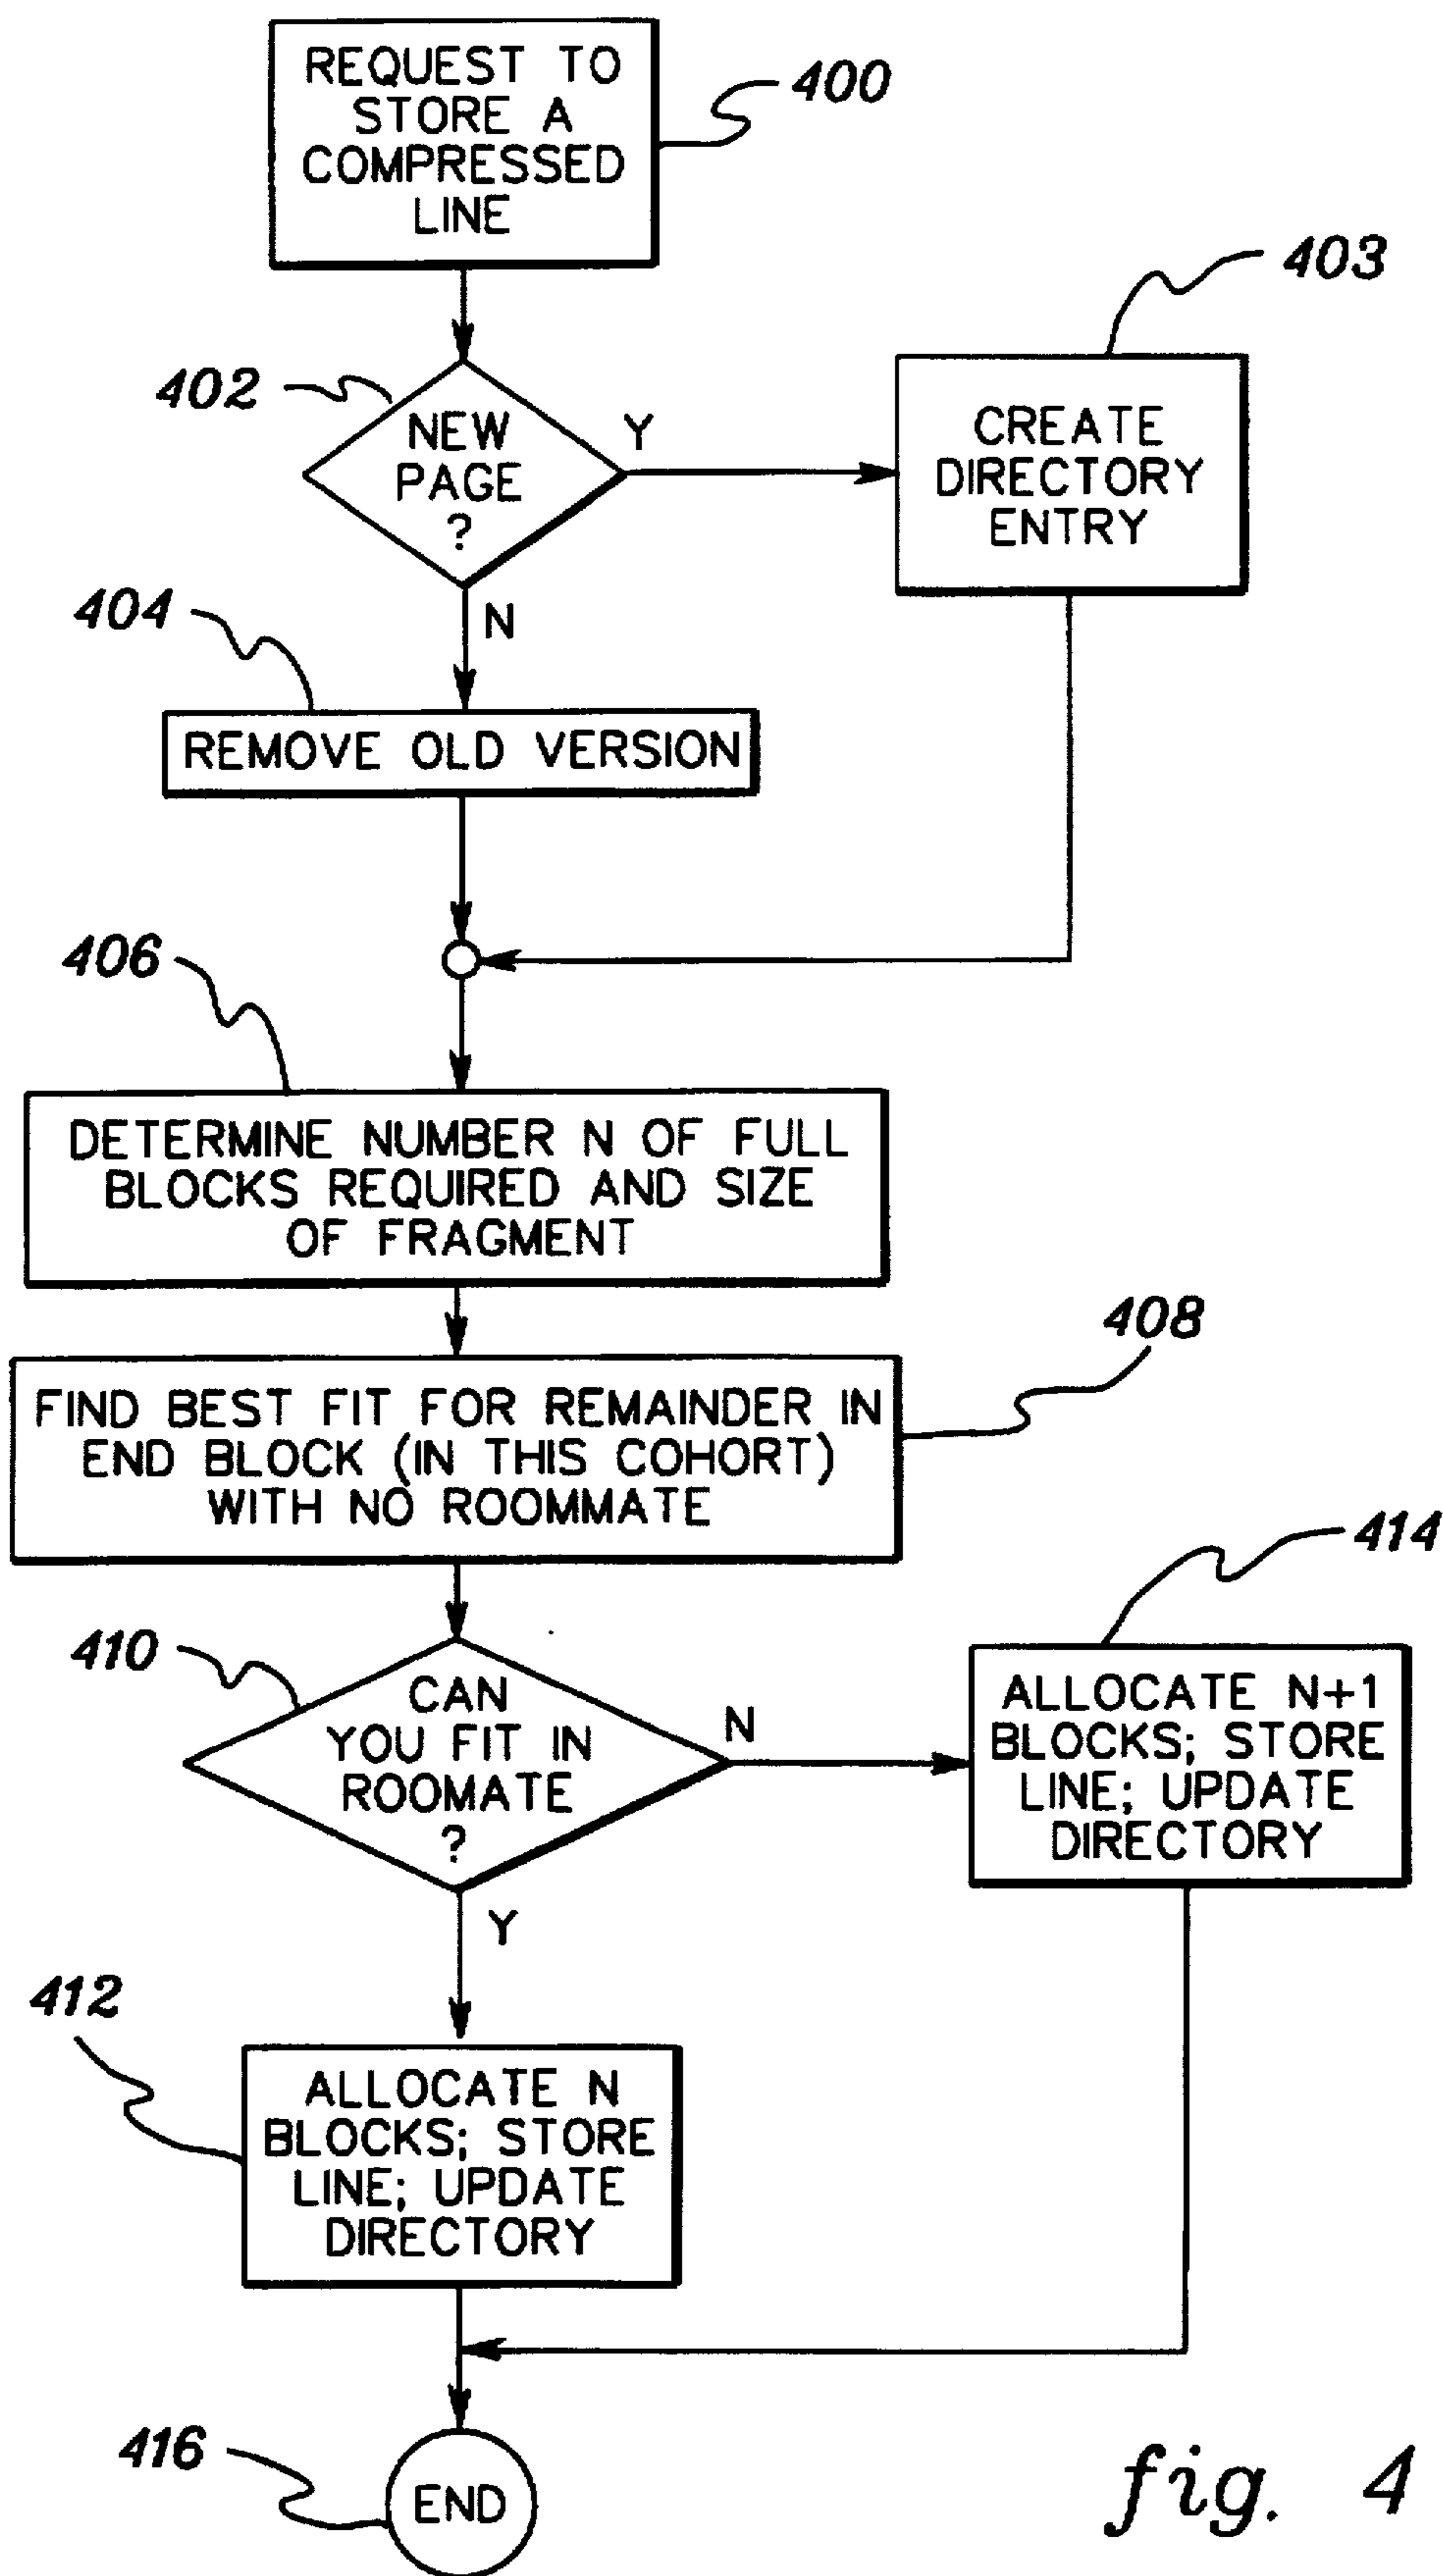 REQUEST TO
STORE A
COMPRESSED
LINE
400
402
NEW
PAGE
?
Y
403
CREATE
DIRECTORY
ENTRY
N
404
REMOVE OLD VERSION
406
DETERMINE NUMBER N OF FULL
BLOCKS REQUIRED AND SIZE
OF FRAGMENT
408
FIND BEST FIT FOR REMAINDER IN
END BLOCK (IN THIS COHORT)
WITH NO ROOMMATE
410
CAN
YOU FIT IN
ROOMATE
?
N
414
ALLOCATE N+1
BLOCKS; STORE
LINE; UPDATE
DIRECTORY
Y
412
ALLOCATE N
BLOCKS; STORE
LINE; UPDATE
DIRECTORY
416
END
fig. 4